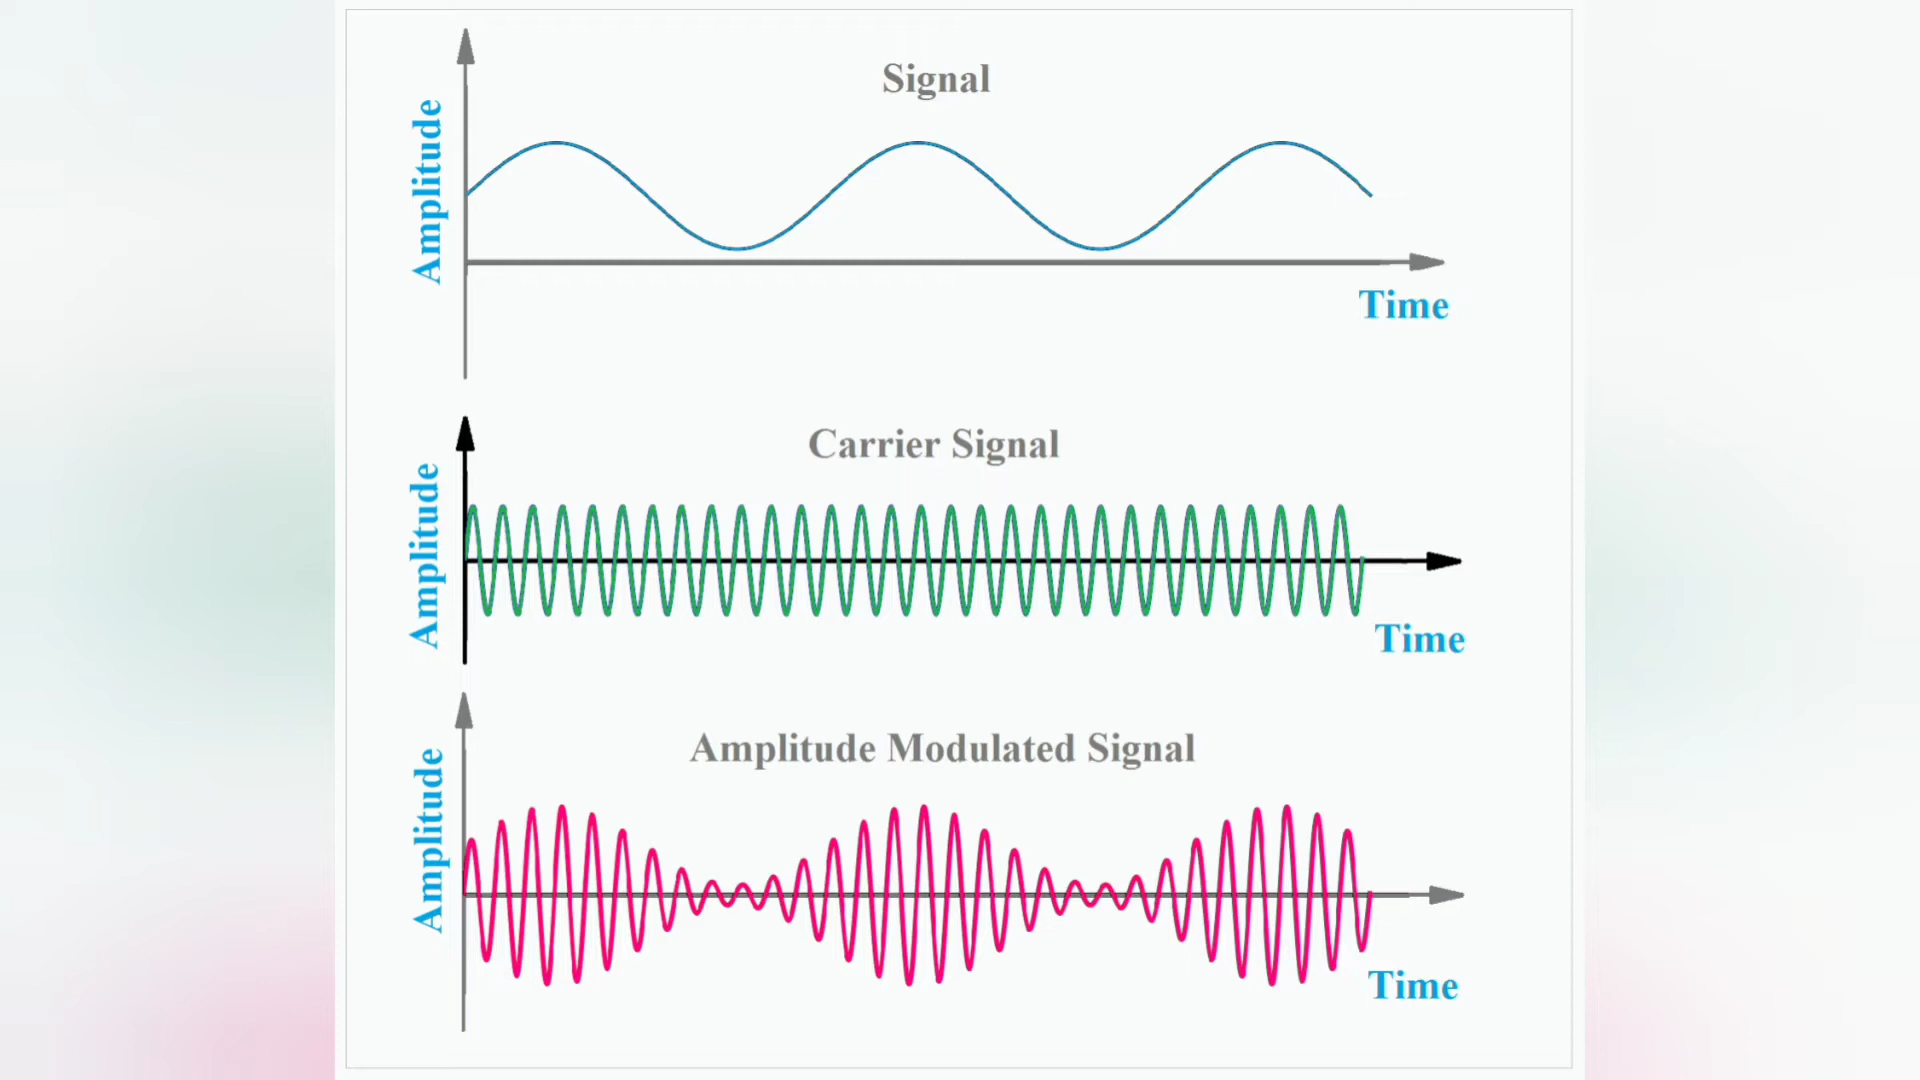 Signal
Amplitude
Time
Carrier Signal
Amplitude
Time
Amplitude Modulated Signal
Amplitude
Time